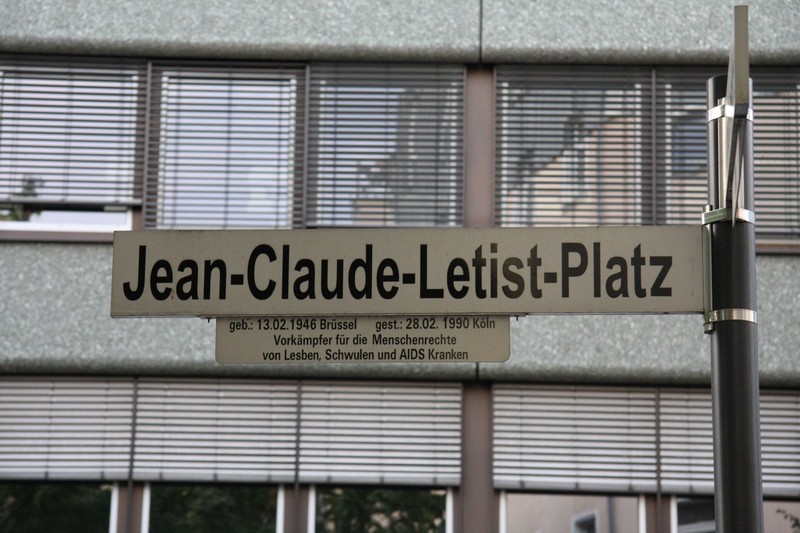 Jean-Claude-Letist-Platz
geb.: 13.02.1946 Brüssel gest.: 28.02. 1990 Köln
Vorkämpfer für die Menschenrechte
von Lesben, Schwulen und AIDS Kranken